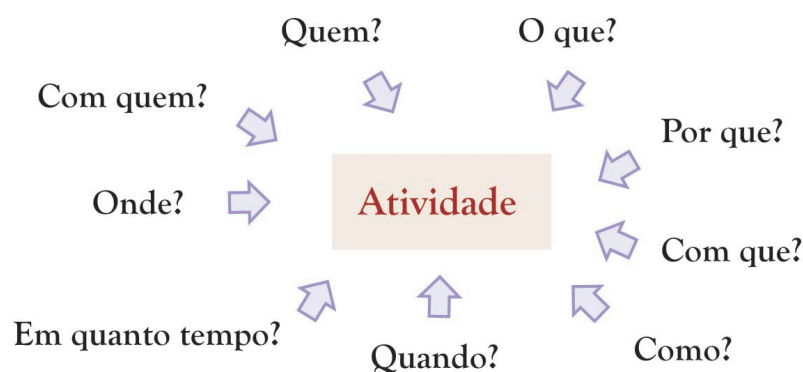 Quem?
O que?
Com quem?
Por que?
Onde?
Atividade
Com que?
Em quanto tempo?
Quando?
Como?